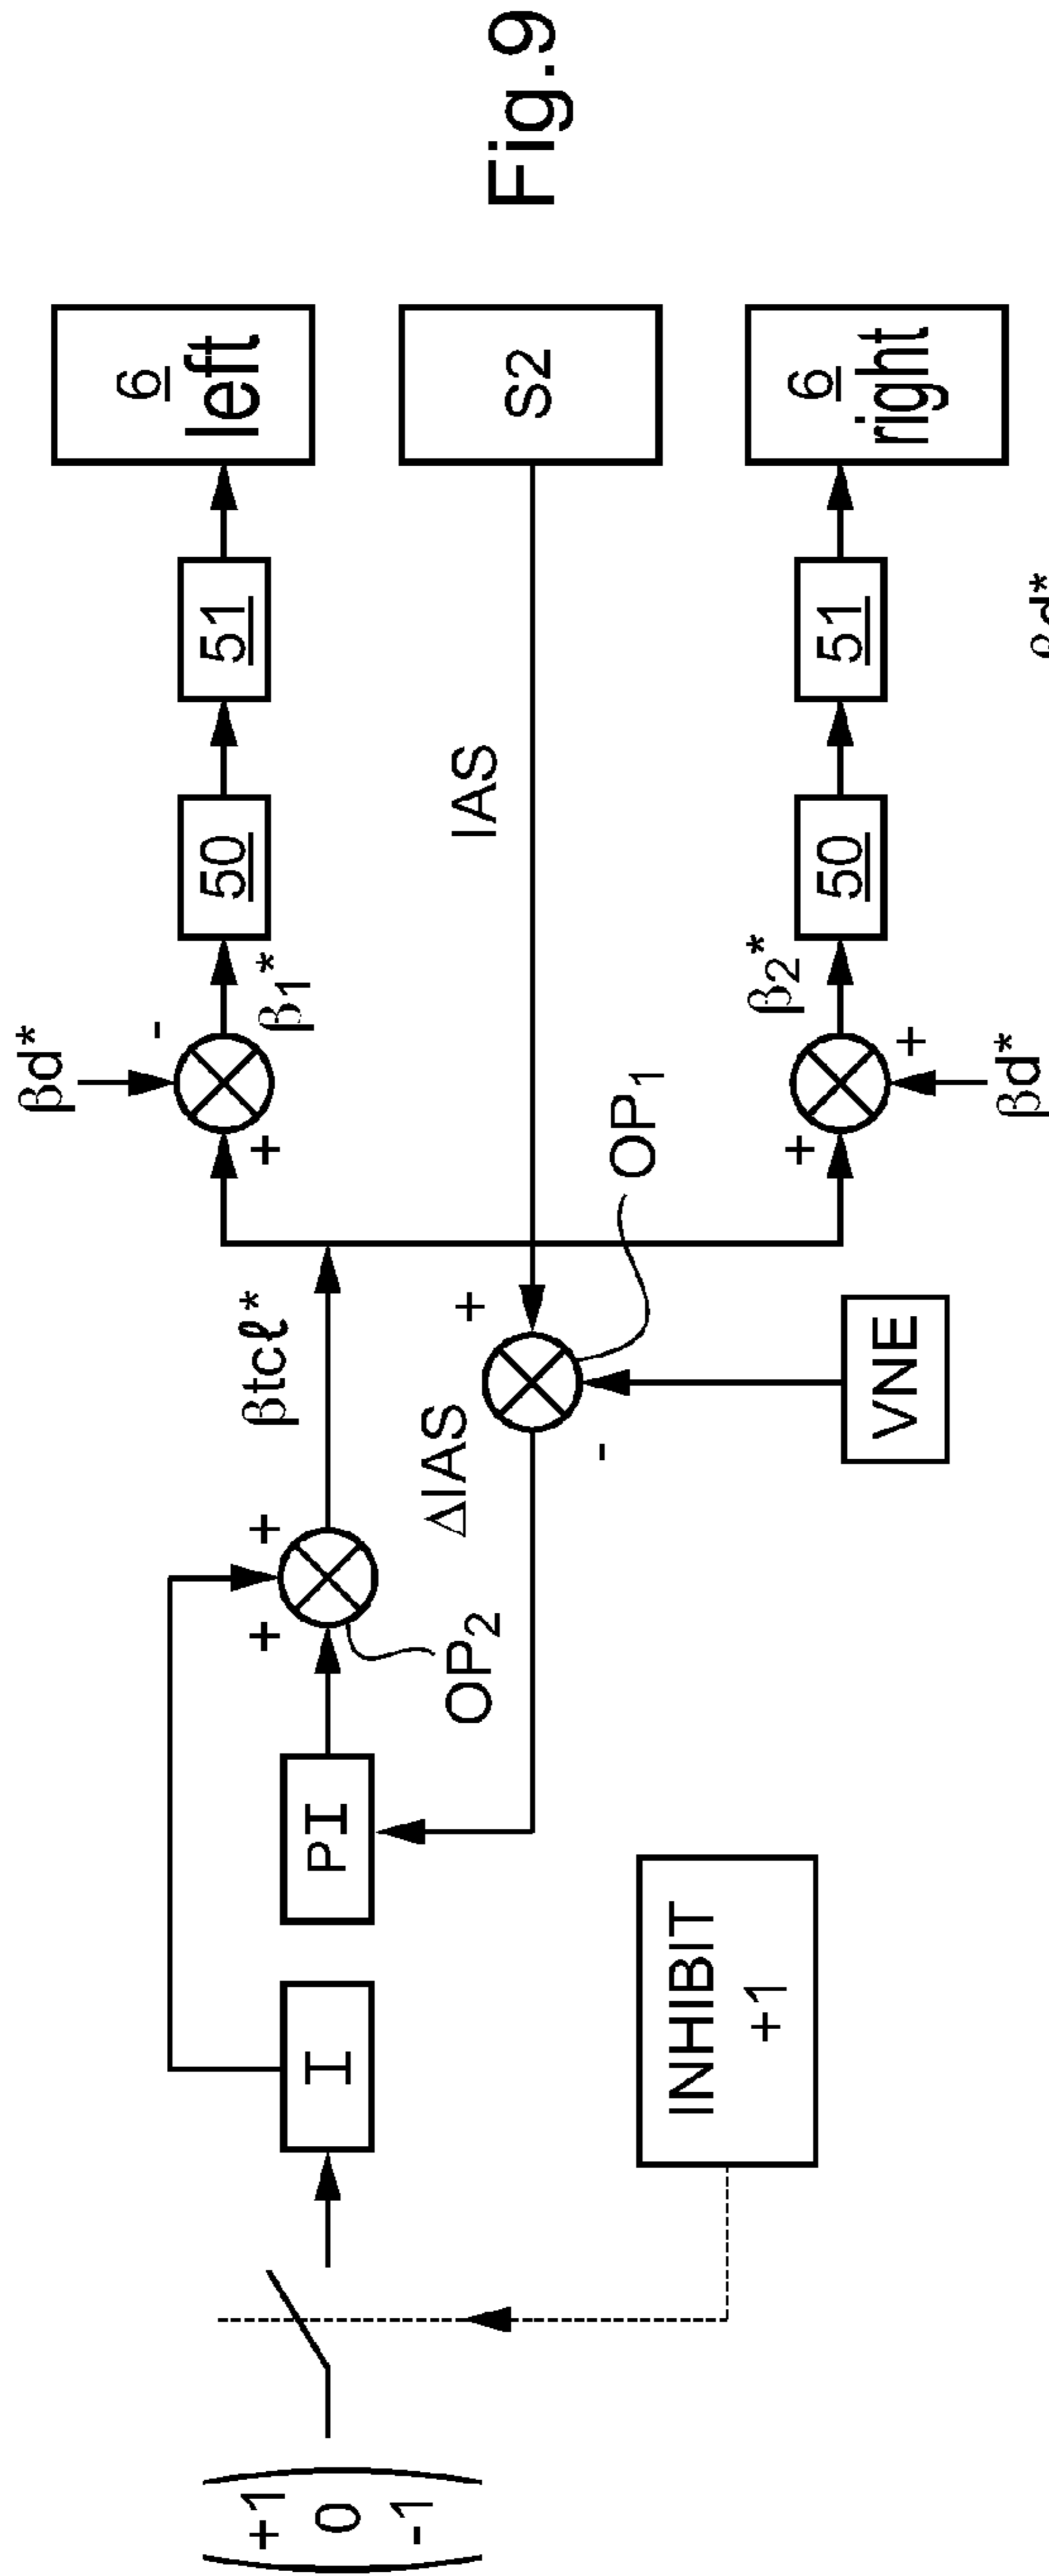 Fig.9
6
left
S2
6
right
51
51
50
50
IAS
βd*
-
+
β1*
β2*
+
+
βd*
βd*
OP1
βtcℓ*
+
-
ΔIAS
VNE
+
+
OP2
PI
I
INHIBIT
+1
+1
0
-1